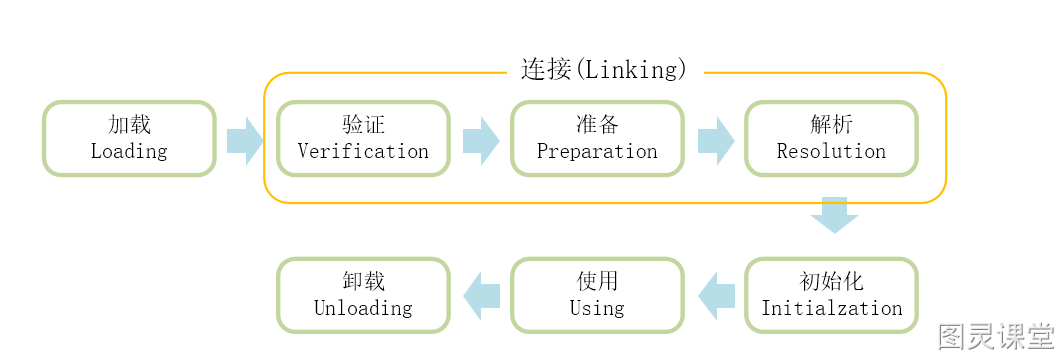 连接(Linking)
加载
Loading
验证
Verification
准备
Preparation
解析
Resolution
卸载
Unloading
使用
Using
初始化
Initialzation
图灵课堂